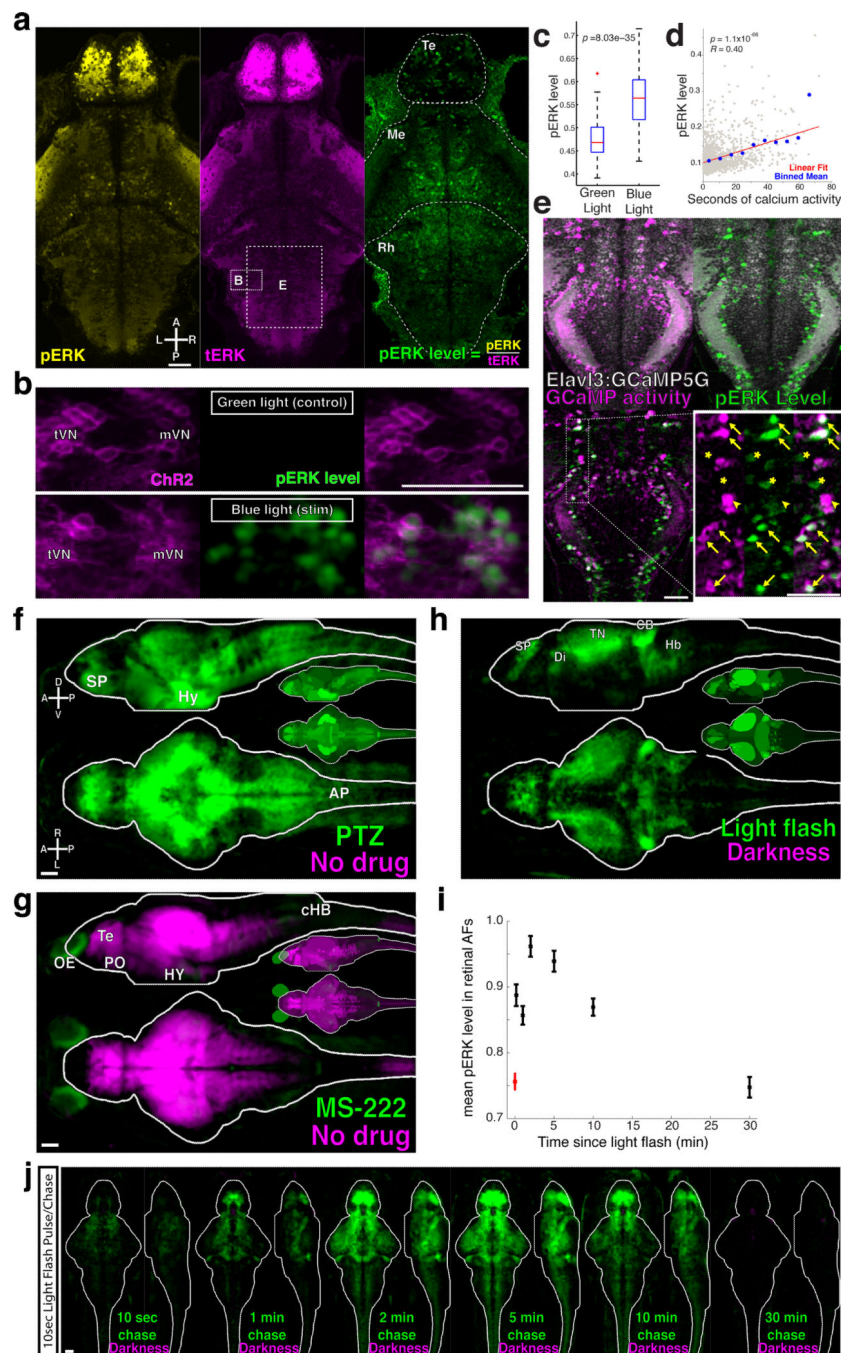 a
Te
Me
Rh
B
E
A
L R
P
pERK
tERK
pERK level = pERK
tERK
b
Green light (control)
tVN
mVN
ChR2
pERK level
Blue light (stim)
tVN
mVN
c
p =8.03e−35
pERK level
0.7
0.65
0.6
0.55
0.5
0.45
0.4
Green Blue
Light Light
d
R = 0.40
pERK level
0.4
0.3
0.2
0.1
Linear Fit
Binned Mean
0 20 40 60 80
Seconds of calcium activity
e
Elavl3:GCaMP5G
GCaMP activity
pERK Level
f
SP
Hy
D
A P
V
AP
R
A P
L
PTZ
No drug
g
cHB
Te
OE
PO
HY
MS-222
No drug
h
SP
Di
TN
CB
Hb
Light flash
Darkness
i
mean pERK level in retinal AFs
1.0
0.9
0.8
0.7
0 5 10 15 20 25 30
Time since light flash (min)
j
10sec Light Flash Pulse/Chase
10 sec
chase
Darkness
1 min
chase
Darkness
2 min
chase
Darkness
5 min
chase
Darkness
10 min
chase
Darkness
30 min
chase
Darkness